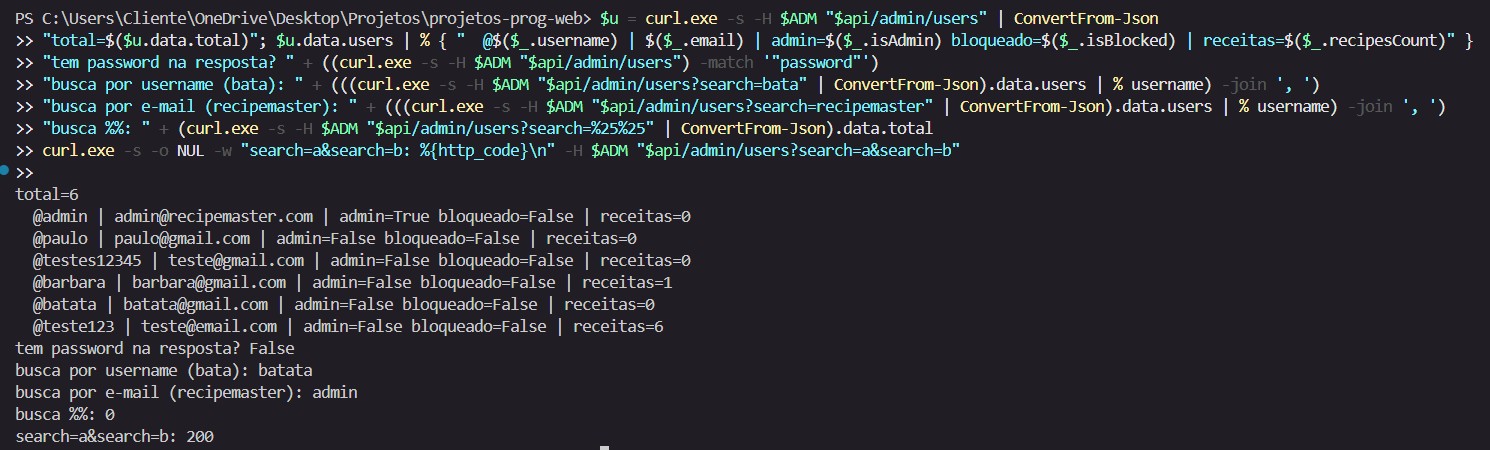 PS C:\Users\Cliente\OneDrive\Desktop\Projetos\projetos-prog-web> $u = curl.exe -s -H $ADM "$api/admin/users" | ConvertFrom-Json
>> "total=$($u.data.total)"; $u.data.users | % { "  @$($_.username) | $($_.email) | admin=$($_.isAdmin) bloqueado=$($_.isBlocked) | receitas=$($_.recipesCount)" }
>> "tem password na resposta? " + ((curl.exe -s -H $ADM "$api/admin/users") -match '"password"')
>> "busca por username (bata): " + (((curl.exe -s -H $ADM "$api/admin/users?search=bata" | ConvertFrom-Json).data.users | % username) -join ', ')
>> "busca por e-mail (recipemaster): " + (((curl.exe -s -H $ADM "$api/admin/users?search=recipemaster" | ConvertFrom-Json).data.users | % username) -join ', ')
>> "busca %%: " + (curl.exe -s -H $ADM "$api/admin/users?search=%25%25" | ConvertFrom-Json).data.total
>> curl.exe -s -o NUL -w "search=a&search=b: %{http_code}\n" -H $ADM "$api/admin/users?search=a&search=b"
>>
total=6
  @admin | admin@recipemaster.com | admin=True bloqueado=False | receitas=0
  @paulo | paulo@gmail.com | admin=False bloqueado=False | receitas=0
  @testes12345 | teste@gmail.com | admin=False bloqueado=False | receitas=0
  @barbara | barbara@gmail.com | admin=False bloqueado=False | receitas=1
  @batata | batata@gmail.com | admin=False bloqueado=False | receitas=0
  @teste123 | teste@email.com | admin=False bloqueado=False | receitas=6
tem password na resposta? False
busca por username (bata): batata
busca por e-mail (recipemaster): admin
busca %%: 0
search=a&search=b: 200